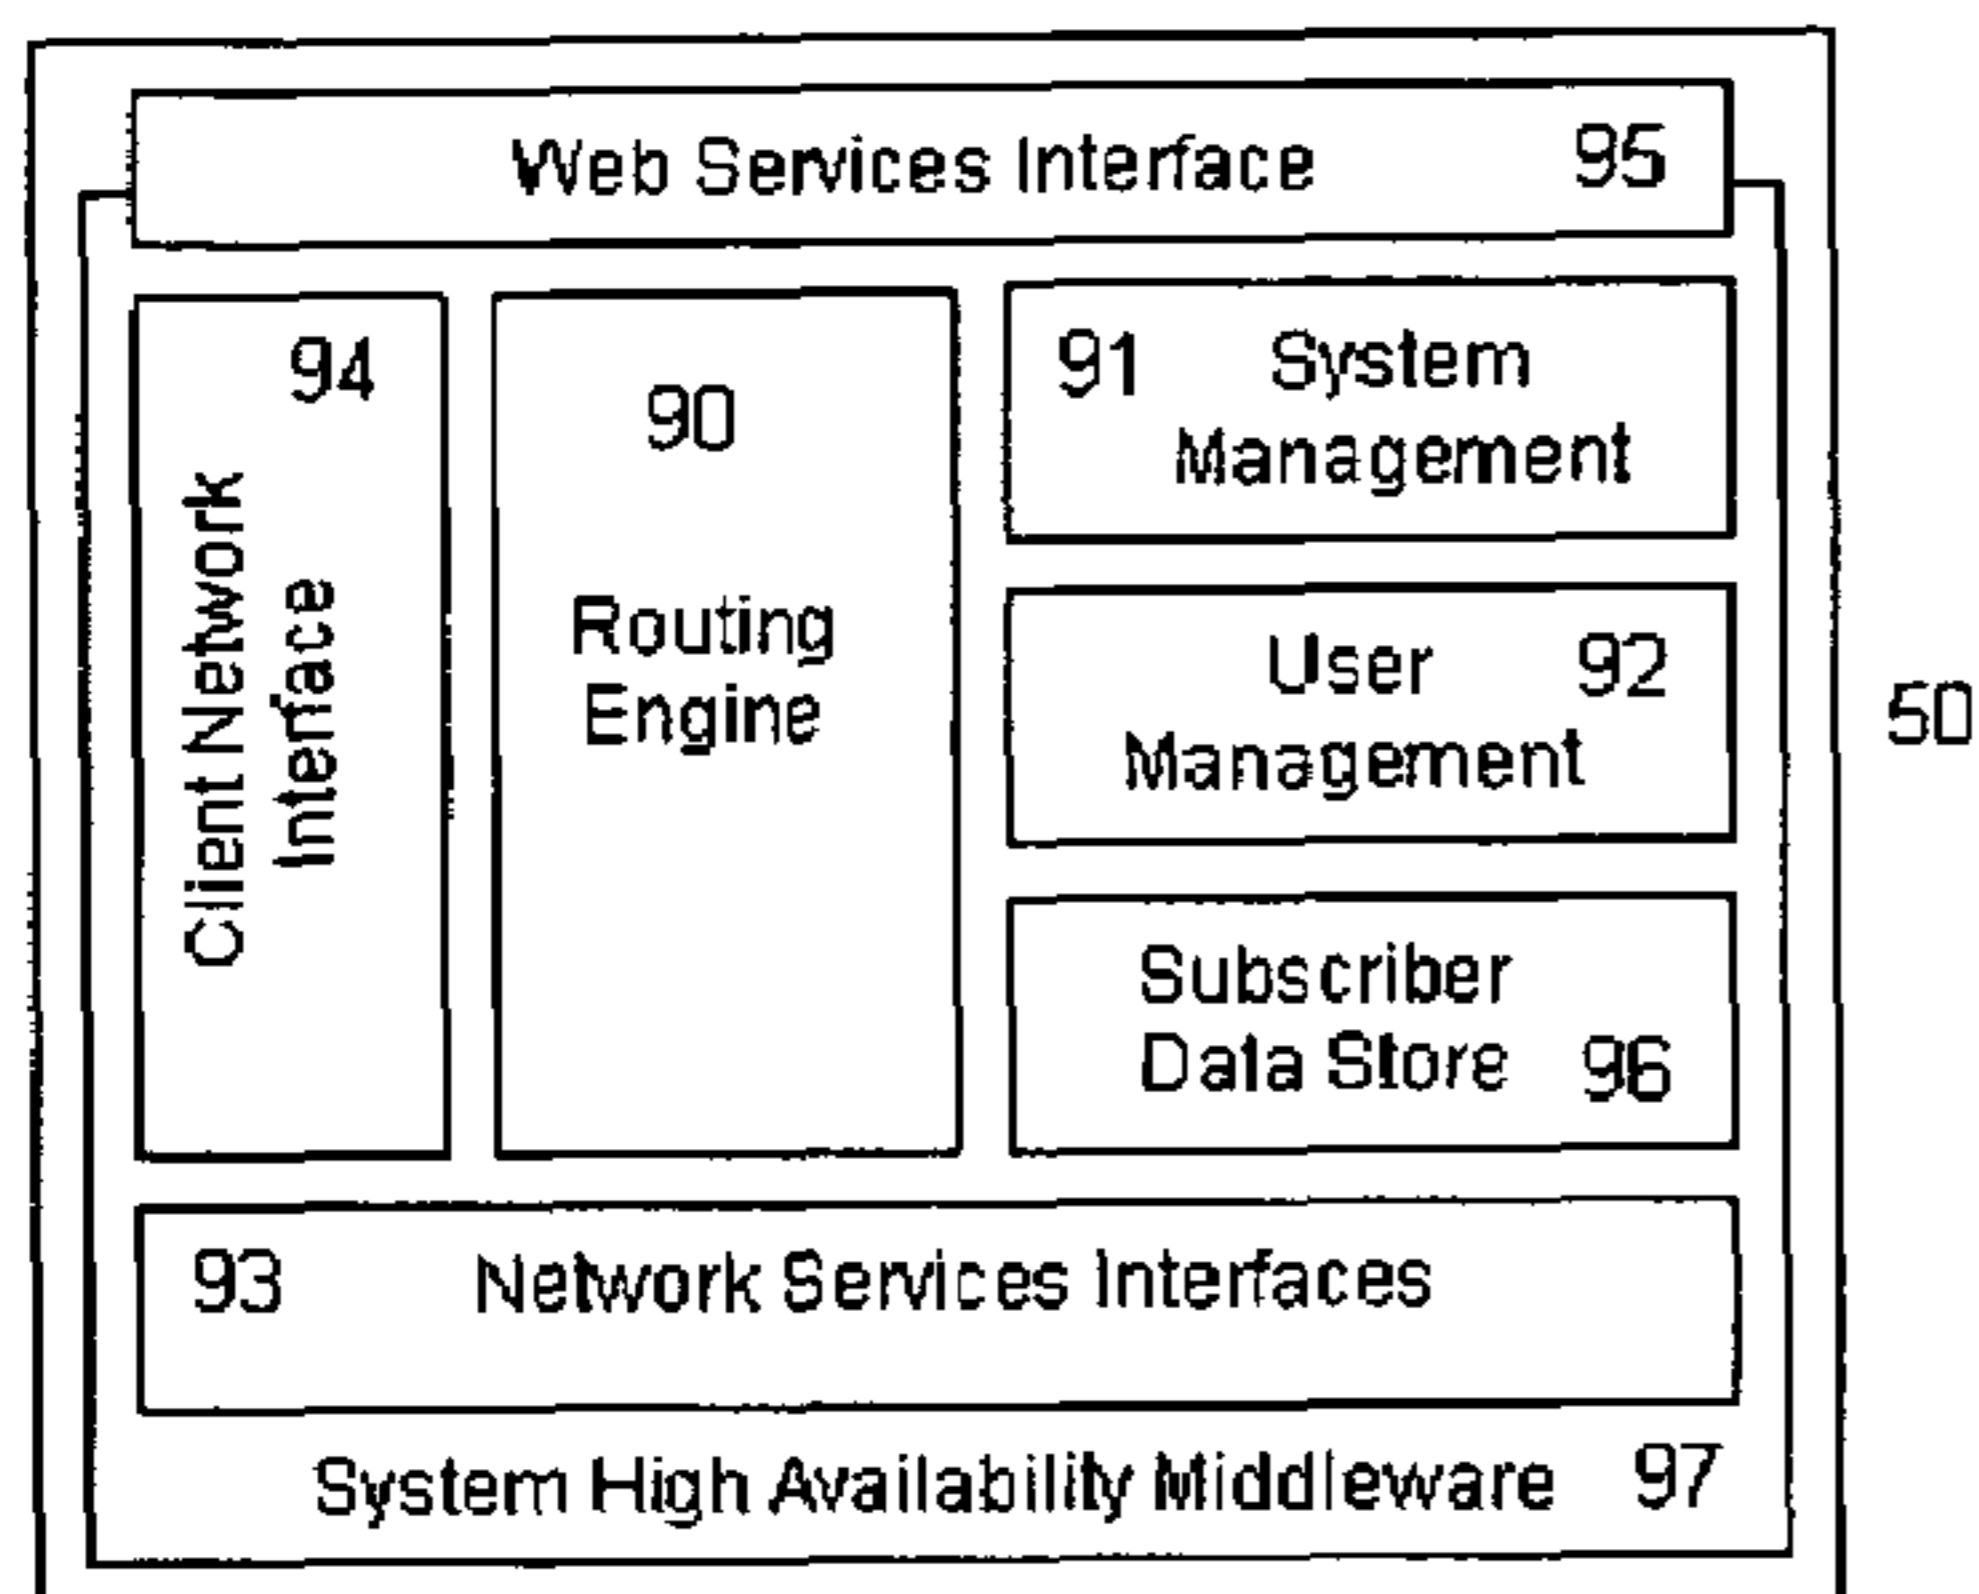 Web Services Interface 95
94
Client Network
Interface
90
Routing
Engine
91 System
Management
User 92
Management
50
Subscriber
Data Store 96
93 Network Services Interfaces
System High Availability Middleware 97